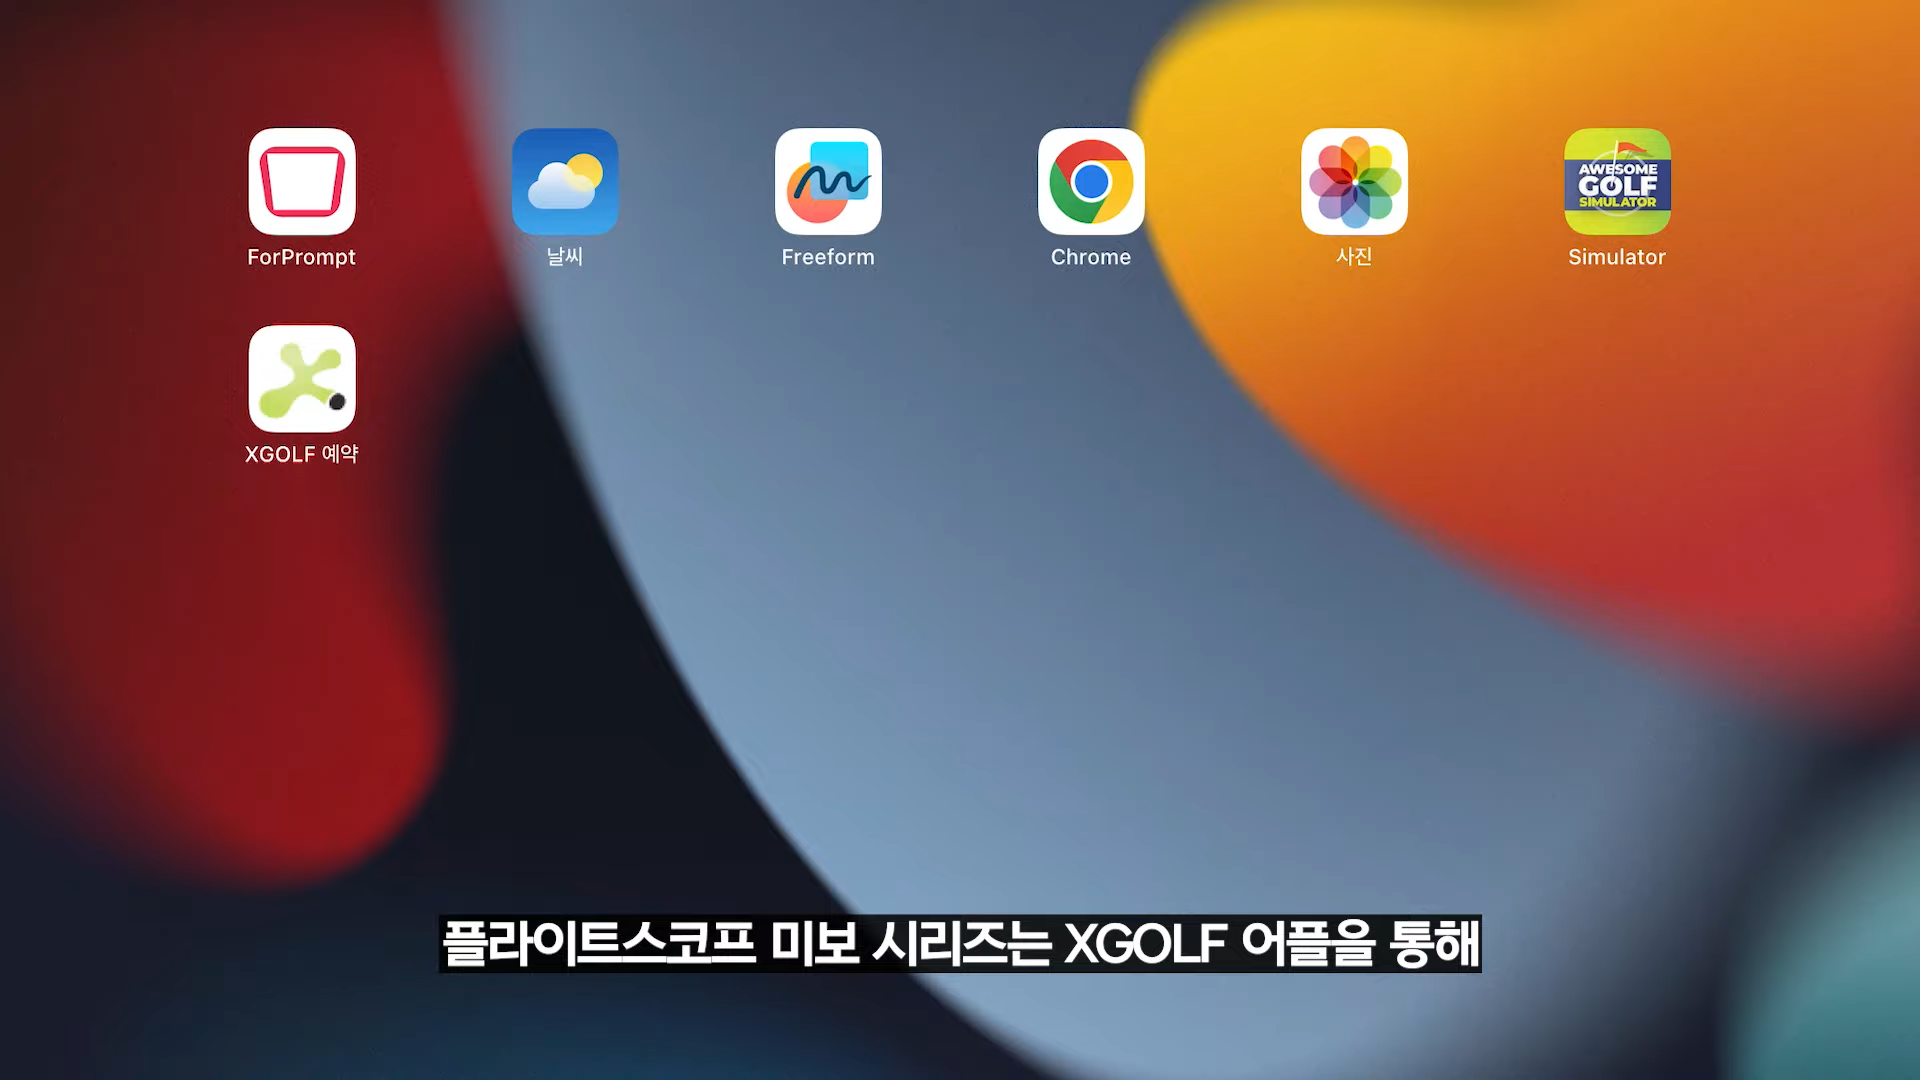 AWESOME
GOLF
SIMULATOR
ForPrompt
날씨
Freeform
Chrome
사진
Simulator
XGOLF 예약
플라이트스코프 미보 시리즈는 XGOLF 어플을 통해